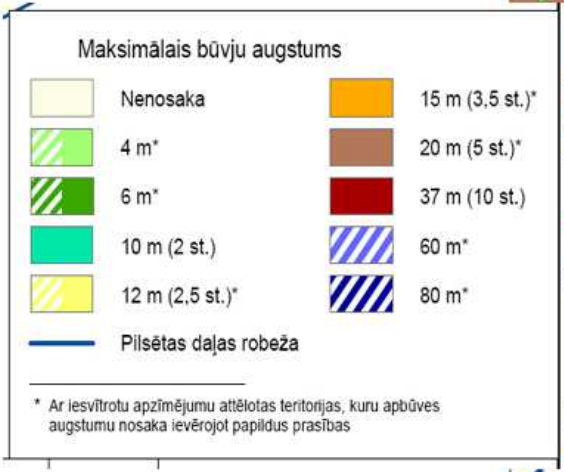 Maksimālais būvju augstums
Nenosaka
4 m*
6 m*
10 m (2 st.)
12 m (2,5 st.)*
15 m (3,5 st.)*
20 m (5 st.)*
37 m (10 st.)
60 m*
80 m*
Pilsētas daļas robeža
* Ar iesvītrotu apzīmējumu attēlotas teritorijas, kuru apbūves
augstumu nosaka ievērojot papildus prasības